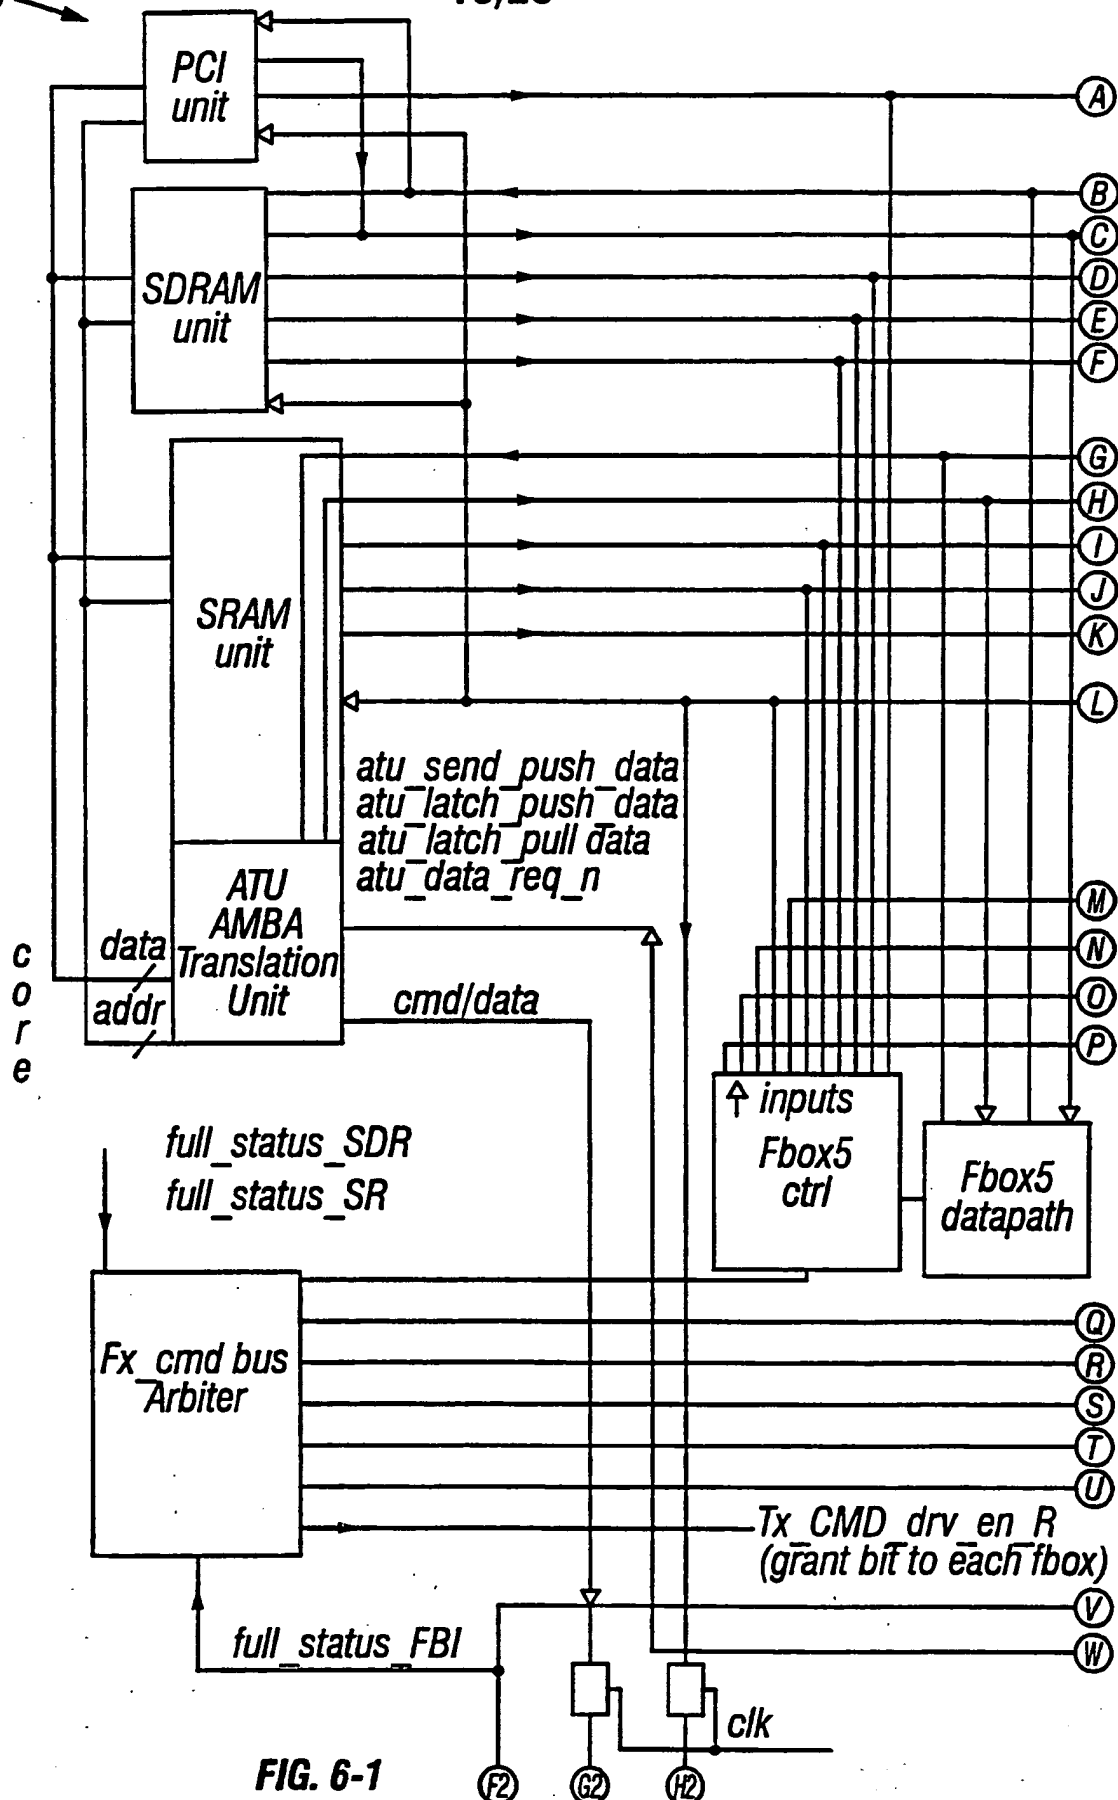 PCI
unit
A
B
C
SDRAM
unit
D
E
F
G
H
I
SRAM
unit
J
K
L
atu_send_push_data
atu_latch_push_data
atu_latch_pull data
atu_data_req_n
ATU
AMBA
Translation
Unit
core
data
addr
cmd/data
M
N
O
P
inputs
Fbox5
ctrl
Fbox5
datapath
full_status_SDR
full_status_SR
Fx_cmd bus
Arbiter
Q
R
S
T
U
Tx_CMD_drv_en_R
(grant bit to each fbox)
V
W
full_status_FBI
clk
FIG. 6-1
F2
G2
H2